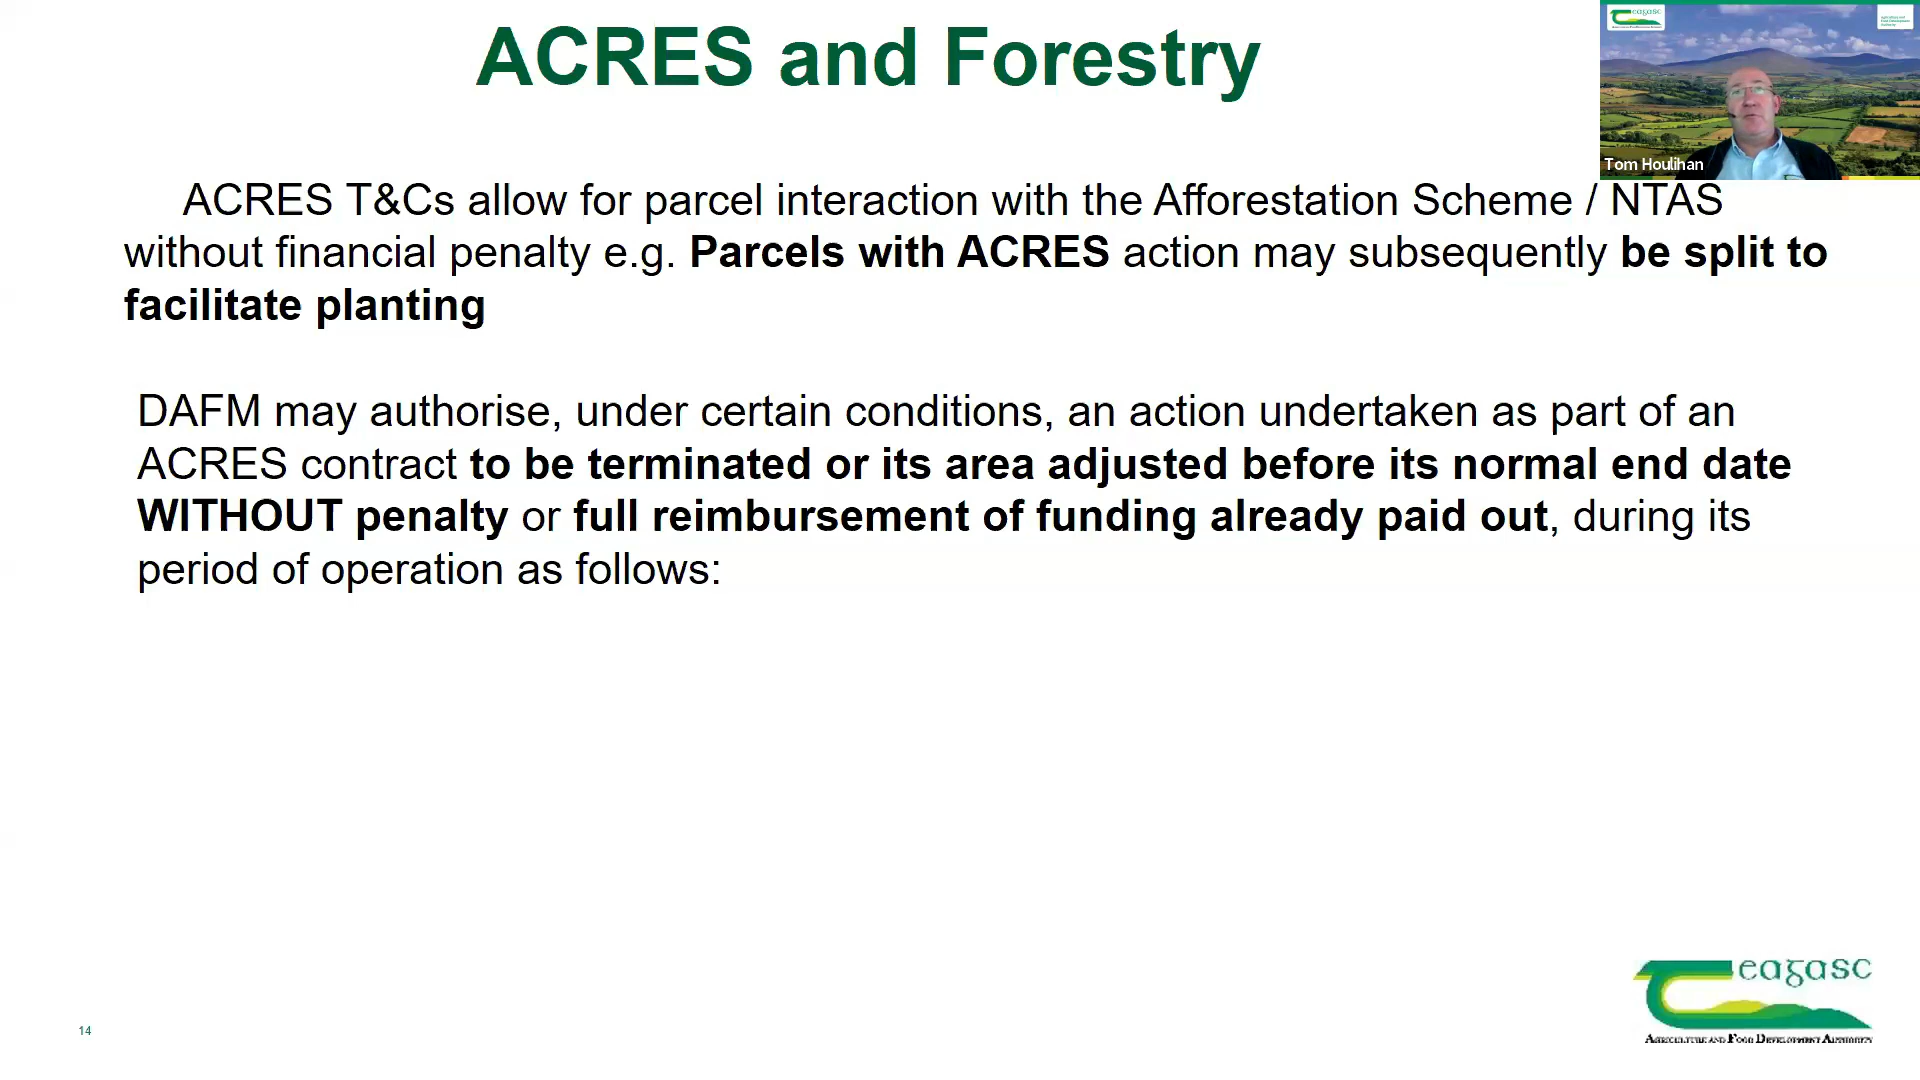 ACRES and Forestry
eagasc
Tom Houlihan
ACRES T&Cs allow for parcel interaction with the Afforestation Scheme / NTAS
without financial penalty e.g. Parcels with ACRES action may subsequently be split to
facilitate planting
DAFM may authorise, under certain conditions, an action undertaken as part of an
ACRES contract to be terminated or its area adjusted before its normal end date
WITHOUT penalty or full reimbursement of funding already paid out, during its
period of operation as follows:
eagasc
AGRICULTURE AND FOOD DEVELOPMENT AUTHORITY
14